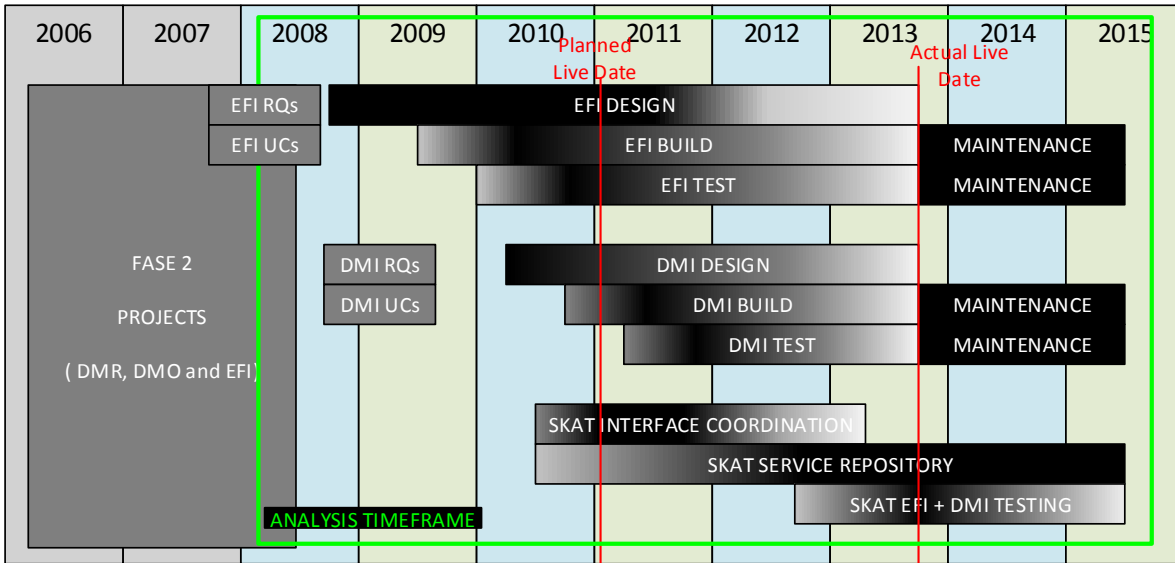 2006 2007 2008 2009 2010 2011 2012 2013 2014 2015
Planned
Live Date
Actual Live
Date
EFI RQs EFI DESIGN
EFI UCs EFI BUILD MAINTENANCE
EFI TEST MAINTENANCE
FASE 2
PROJECTS
( DMR, DMO and EFI)
DMI RQs DMI DESIGN
DMI UCs DMI BUILD MAINTENANCE
DMI TEST MAINTENANCE
SKAT INTERFACE COORDINATION
SKAT SERVICE REPOSITORY
SKAT EFI + DMI TESTING
ANALYSIS TIMEFRAME